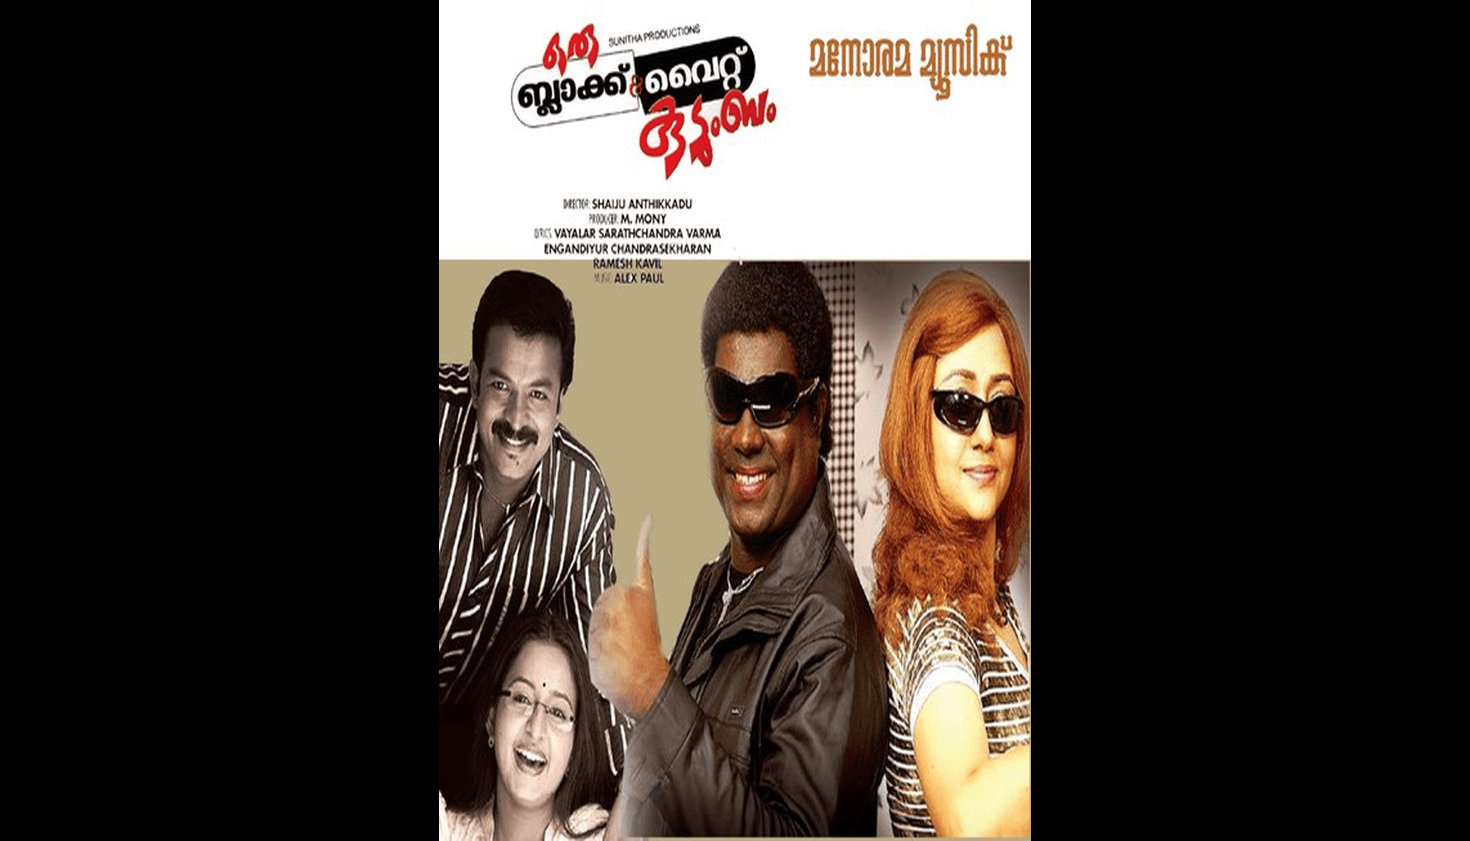 ഒരു
SUNITHA PRODUCTIONS
ബ്ലാക്ക് & വൈറ്റ്
കുടുംബം
മനോരമ മ്യൂസിക്
DIRECTOR: SHAIJU ANTHIKKADU
PRODUCER: M. MONY
LYRICS: VAYALAR SARATHCHANDRA VARMA
ENGANDIYUR CHANDRASEKHARAN
RAMESH KAVIL
MUSIC: ALEX PAUL